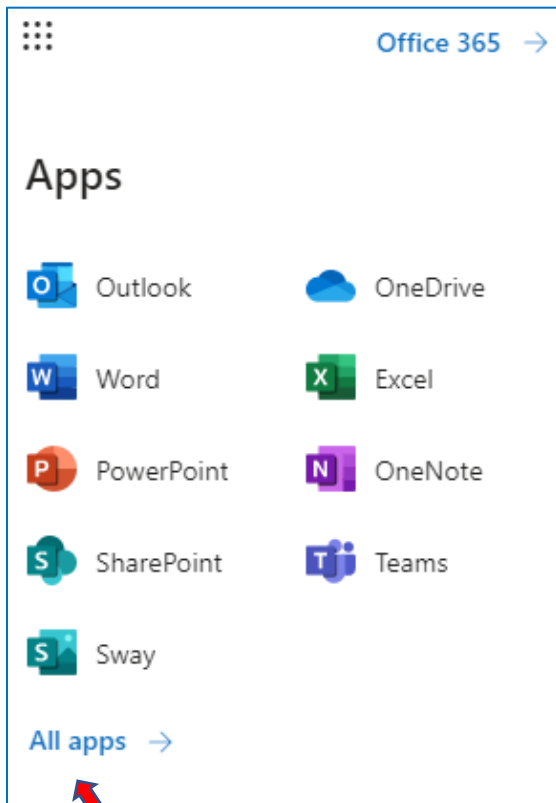 Office 365 →
Apps
Outlook OneDrive
Word Excel
PowerPoint OneNote
SharePoint Teams
Sway
All apps →